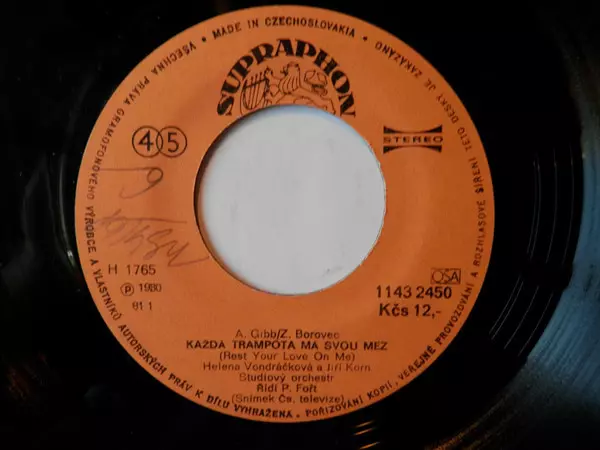 VŠECHNA PRÁVA GRAMOFONOVÉHO VÝROBCE A VLASTNÍKŮ AUTORSKÝCH PRÁV K DÍLU VYHRAŽENA. • POŘIZOVÁNÍ KOPIÍ, VEŘEJNÉ PROVOZOVÁNÍ A ROZHLASOVÉ ŠÍŘENÍ TÉTO DESKY JE ZAKÁZÁNO • MADE IN CZECHOSLOVAKIA •
SUPRAPHON
45
STEREO
H 1765
Ⓟ 1980
81 1
OSA
1143 2450
Kčs 12,-
A. Gibb/Z. Borovec
KAŽDÁ TRAMPOTA MÁ SVOU MEZ
(Rest Your Love On Me)
Helena Vondráčková a Jiří Korn
Studiový orchestr
Řídí P. Fořt
(Snímek Čs. televize)